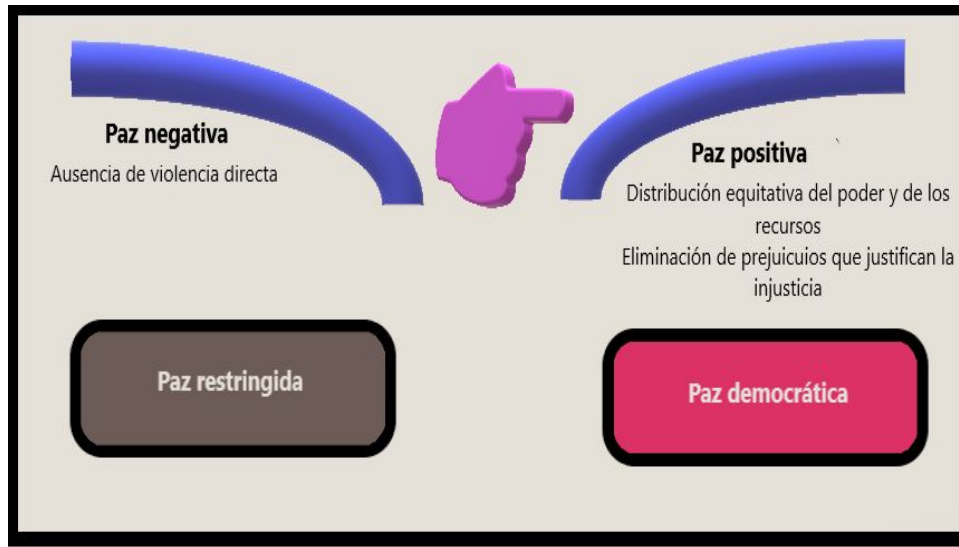 Paz negativa
Ausencia de violencia directa
Paz positiva
Distribución equitativa del poder y de los
recursos
Eliminación de prejuicuios que justifican la
injusticia
Paz restringida
Paz democrática